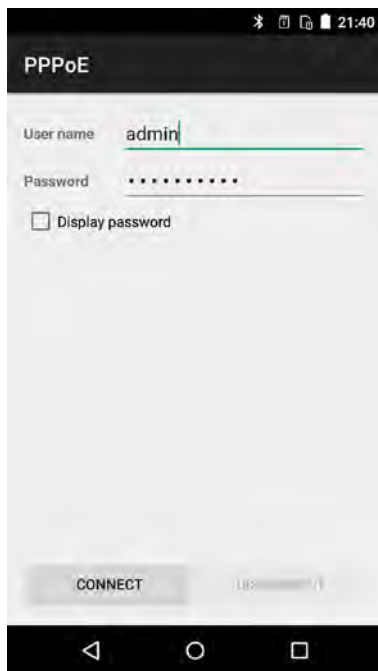 21:40
PPPoE
User name admin
Password ••••••••••
Display password
CONNECT